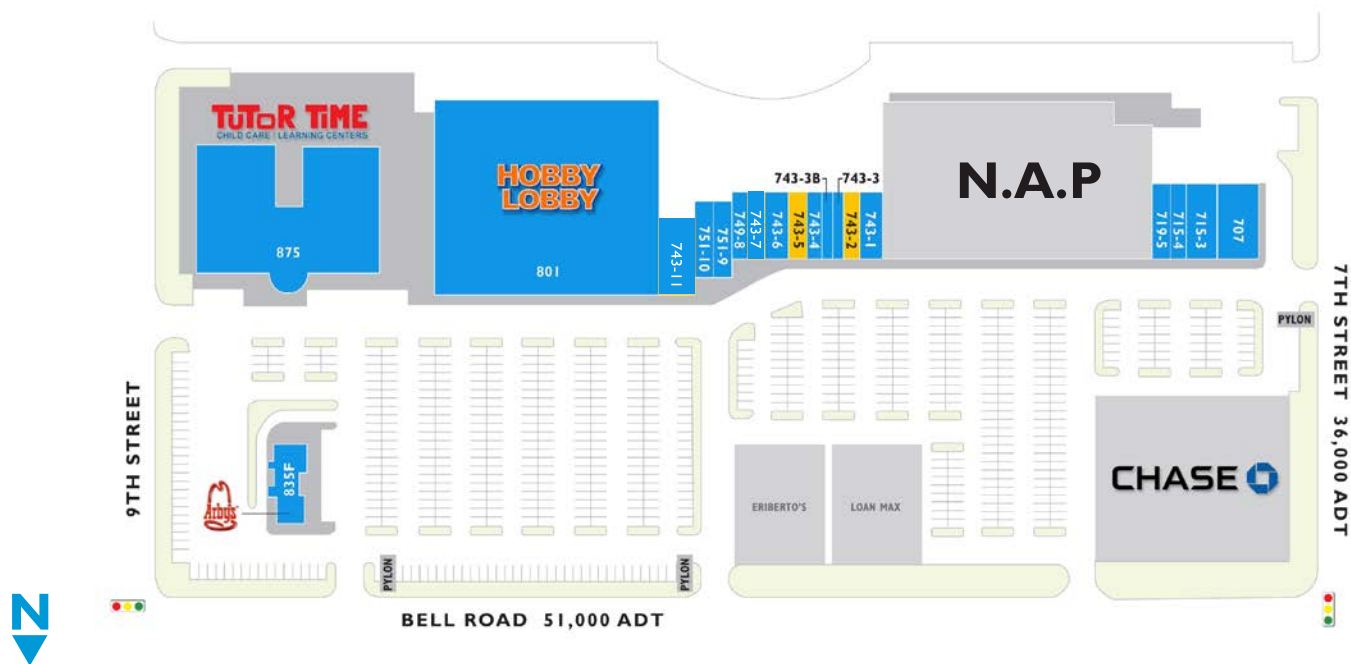 TUTOR TIME
CHILD CARE | LEARNING CENTERS
875
HOBBY
LOBBY
801
743-11
751-10
751-9
749-8
743-7
743-6
743-5
743-4
743-3B
743-3
743-2
743-1
N.A.P
719-5
715-4
715-3
707
PYLON
7TH STREET 36,000 ADT
9TH STREET
835F
Arby's
ERIBERTO'S
LOAN MAX
CHASE
PYLON
PYLON
BELL ROAD 51,000 ADT
N